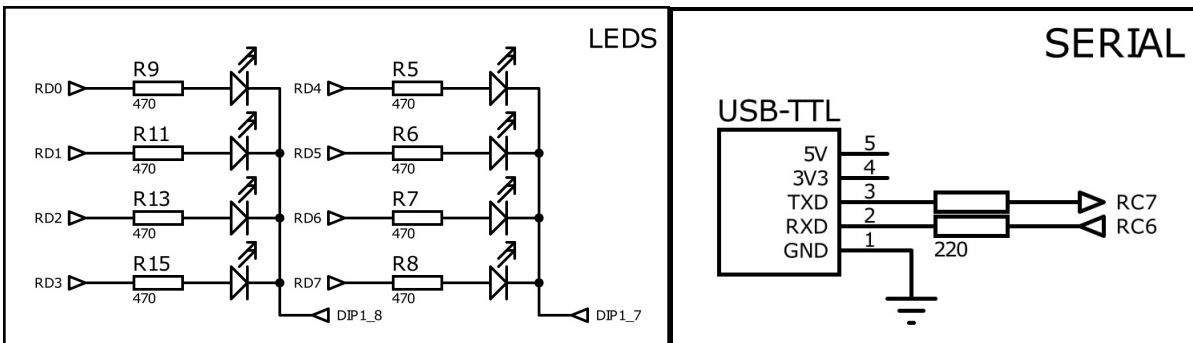 LEDS
RD0
R9
470
RD4
R5
470
RD1
R11
470
RD5
R6
470
RD2
R13
470
RD6
R7
470
RD3
R15
470
RD7
R8
470
DIP1_8
DIP1_7
SERIAL
USB-TTL
5V 5
3V3 4
TXD 3 RC7
RXD 2 RC6
GND 1 220